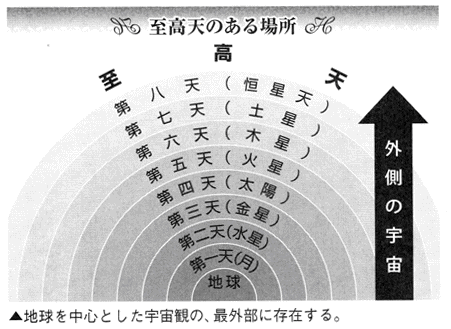 至高天のある場所
至高天
第八天(恒星天)
第七天(土星)
第六天(木星)
第五天(火星)
第四天(太陽)
第三天(金星)
第二天(水星)
第一天(月)
地球
外側の宇宙
▲地球を中心とした宇宙観の、最外部に存在する。